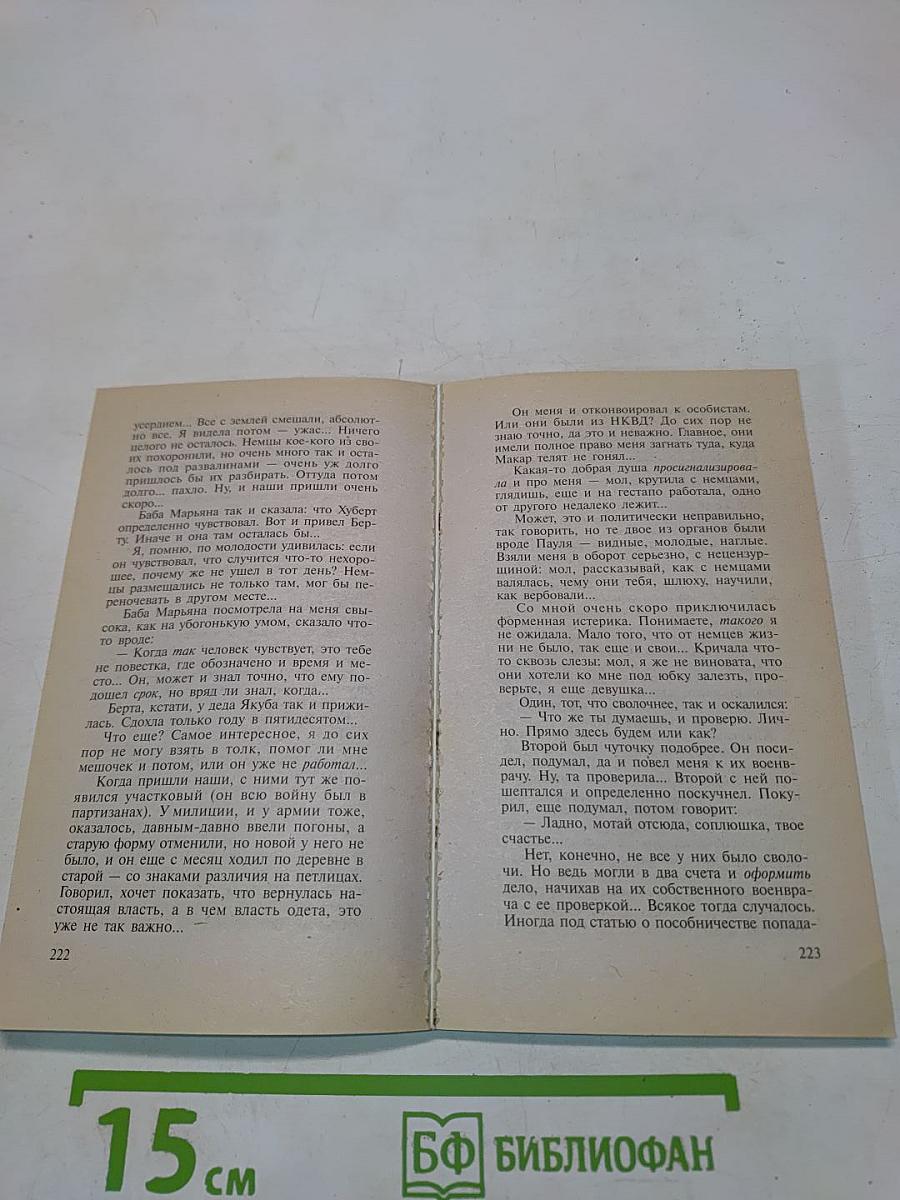 усердием... Все с землей смешали, абсолют-
но все. Я видела потом — ужас... Ничего
целого не осталось. Немцы кое-кого из сво-
их похоронили, но очень много так и оста-
лось под развалинами — очень уж долго
пришлось бы их разбирать. Оттуда потом
долго... пахло. Ну, и наши пришли очень
скоро...
Баба Марьяна так и сказала: что Хуберт
определенно чувствовал. Вот и привел Бер-
ту. Иначе и она там осталась бы...
Я, помню, по молодости удивилась: если
он чувствовал, что случится что-то нехоро-
шее, почему же не ушел в тот день? Нем-
цы размещались не только там, мог бы пе-
реночевать в другом месте...
Баба Марьяна посмотрела на меня свы-
сока, как на убогонькую умом, сказало что-
то вроде:
— Когда так человек чувствует, это тебе
не повестка, где обозначено и время и ме-
сто... Он, может и знал точно, что ему по-
дошел срок, но вряд ли знал, когда...
Берта, кстати, у деда Якуба так и прижи-
лась. Сдохла только году в пятидесятом...
Что еще? Самое интересное, я до сих
пор не могу взять в толк, помог ли мне
мешочек и потом, или он уже не работал...
Когда пришли наши, с ними тут же по-
явился участковый (он всю войну был в
партизанах). У милиции, и у армии тоже,
оказалось, давным-давно ввели погоны, а
старую форму отменили, но новой у него не
было, и он еще с месяц ходил по деревне в
старой — со знаками различия на петлицах.
Говорил, хочет показать, что вернулась на-
стоящая власть, а в чем власть одета, это
уже не так важно...
222
Он меня и отконвоировал к особистам.
Или они были из НКВД? До сих пор не
знаю точно, да это и неважно. Главное, они
имели полное право меня загнать туда, куда
Макар телят не гонял...
Какая-то добрая душа просигнализирова-
ла и про меня — мол, крутила с немцами,
глядишь, еще и на гестапо работала, одно
от другого недалеко лежит...
Может, это и политически неправильно,
так говорить, но те двое из органов были
вроде Пауля — видные, молодые, наглые.
Взяли меня в оборот серьезно, с нецензур-
щиной: мол, рассказывай, как с немцами
валялась, чему они тебя, шлюху, научили,
как вербовали...
Со мной очень скоро приключилась
форменная истерика. Понимаете, такого я
не ожидала. Мало того, что от немцев жиз-
ни не было, так еще и свои... Кричала что-
то сквозь слезы: мол, я же не виновата, что
они хотели ко мне под юбку залезть, про-
верьте, я еще девушка...
Один, тот, что сволочнее, так и оскалился:
— Что же ты думаешь, и проверю. Лич-
но. Прямо здесь будем или как?
Второй был чуточку подобрее. Он поси-
дел, подумал, да и повел меня к их военв-
рачу. Ну, та проверила... Второй с ней по-
шептался и определенно поскучнел. Поку-
рил, еще подумал, потом говорит:
— Ладно, мотай отсюда, соплюшка, твое
счастье...
Нет, конечно, не все у них было сволo-
чи. Но ведь могли в два счета и оформить
дело, начихав на их собственного военвра-
ча с ее проверкой... Всякое тогда случалось.
Иногда под статью о пособничестве попада-
223
15 см
БФ БИБЛИОФАН